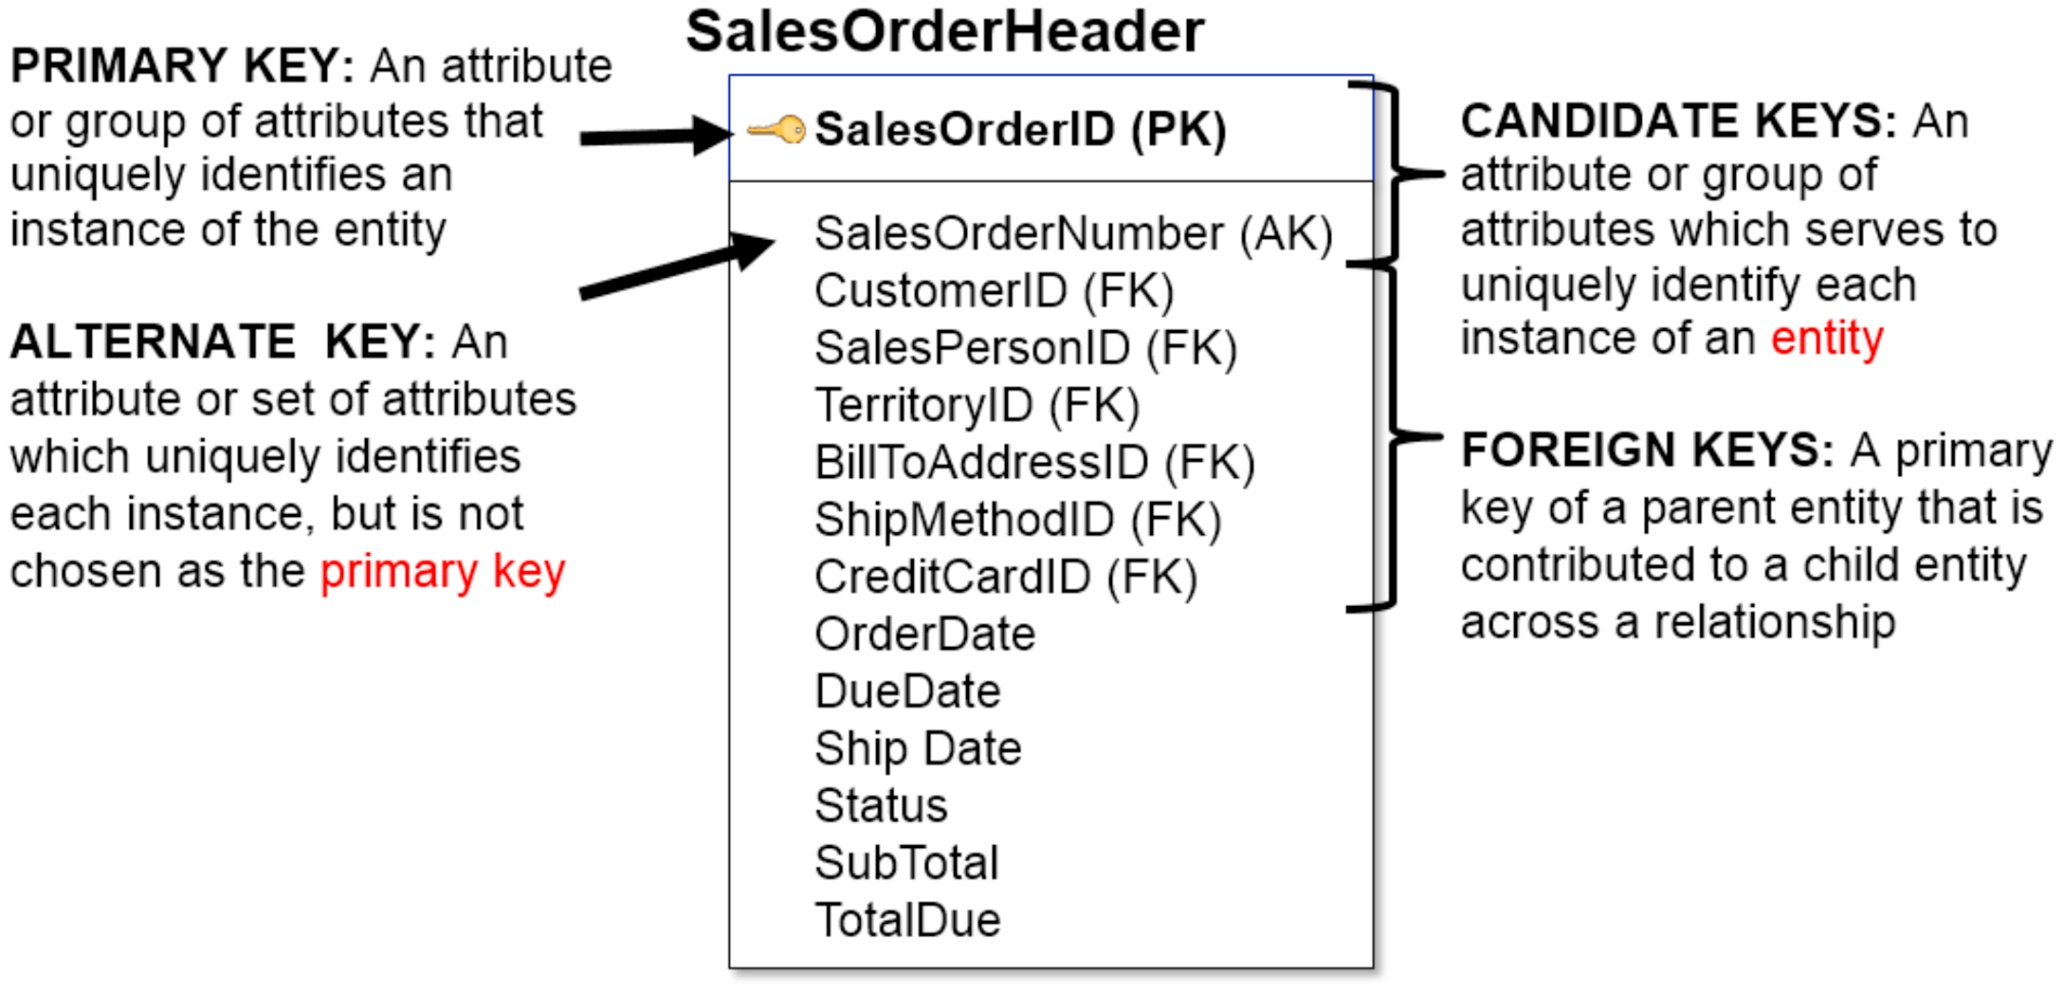 SalesOrderHeader
PRIMARY KEY: An attribute
or group of attributes that
uniquely identifies an
instance of the entity
ALTERNATE KEY: An
attribute or set of attributes
which uniquely identifies
each instance, but is not
chosen as the primary key
SalesOrderID (PK)
SalesOrderNumber (AK)
CustomerID (FK)
SalesPersonID (FK)
TerritoryID (FK)
BillToAddressID (FK)
ShipMethodID (FK)
CreditCardID (FK)
OrderDate
DueDate
Ship Date
Status
SubTotal
TotalDue
CANDIDATE KEYS: An
attribute or group of
attributes which serves to
uniquely identify each
instance of an entity
FOREIGN KEYS: A primary
key of a parent entity that is
contributed to a child entity
across a relationship